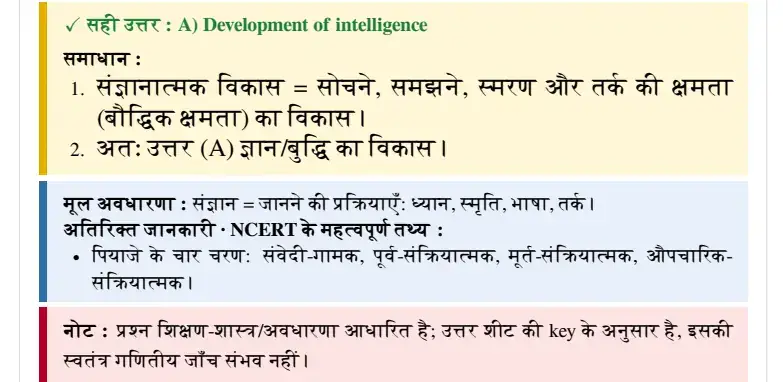 ✓ सही उत्तर : A) Development of intelligence
समाधान :
1. संज्ञानात्मक विकास = सोचने, समझने, स्मरण और तर्क की क्षमता
(बौद्धिक क्षमता) का विकास।
2. अतः उत्तर (A) ज्ञान/बुद्धि का विकास।
मूल अवधारणा : संज्ञान = जानने की प्रक्रियाएँ: ध्यान, स्मृति, भाषा, तर्क।
अतिरिक्त जानकारी · NCERT के महत्वपूर्ण तथ्य :
• पियाजे के चार चरण: संवेदी-गामक, पूर्व-संक्रियात्मक, मूर्त-संक्रियात्मक, औपचारिक-
संक्रियात्मक।
नोट : प्रश्न शिक्षण-शास्त्र/अवधारणा आधारित है; उत्तर शीट की key के अनुसार है, इसकी
स्वतंत्र गणितीय जाँच संभव नहीं।